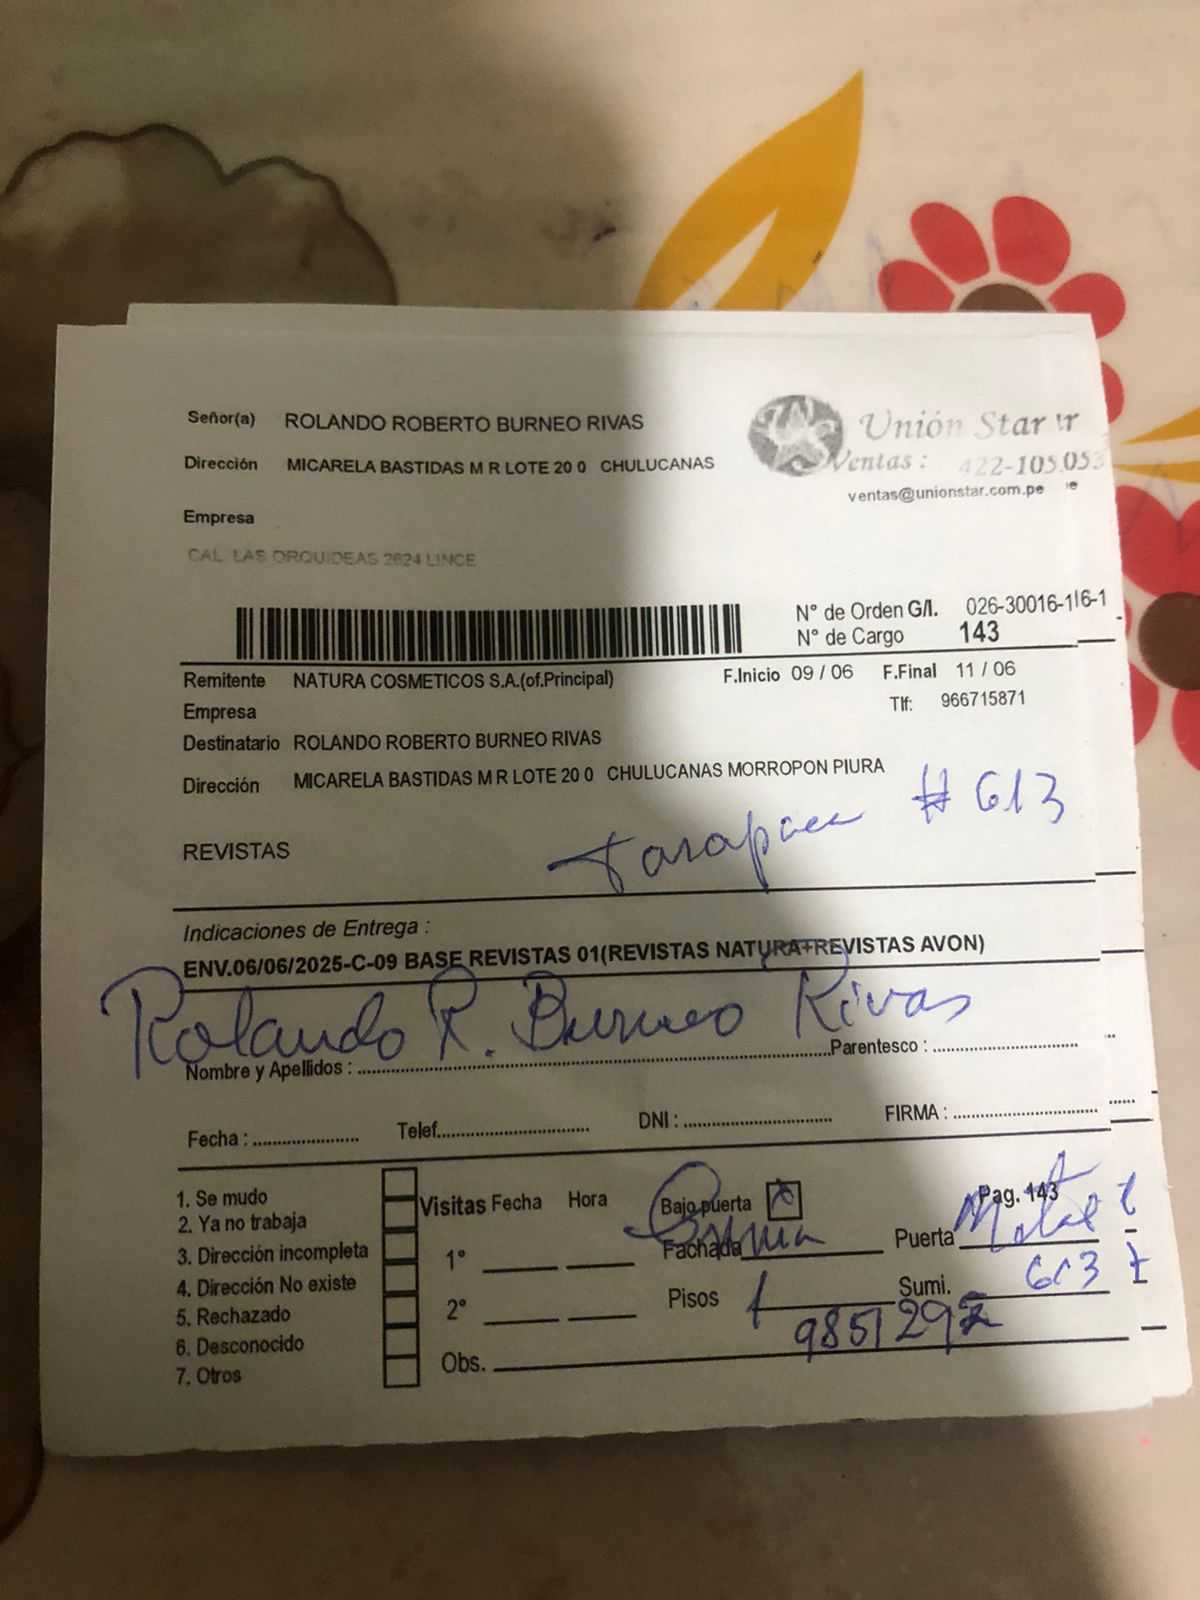 Señor(a) ROLANDO ROBERTO BURNEO RIVAS
Unión Star
Dirección MICARELA BASTIDAS M R LOTE 20 0 CHULUCANAS
Ventas : 422-105
ventas@unionstar.com.pe
Empresa
CAL LAS ORQUIDEAS 2624 LINCE
N° de Orden G/I. 026-30016-1
N° de Cargo 143
Remitente NATURA COSMETICOS S.A.(of.Principal) F.Inicio 09 / 06 F.Final 11 / 06
Empresa Tlf: 966715871
Destinatario ROLANDO ROBERTO BURNEO RIVAS
Dirección MICARELA BASTIDAS M R LOTE 20 0 CHULUCANAS MORROPON PIURA
# 613
REVISTAS
Indicaciones de Entrega :
ENV.06/06/2025-C-09 BASE REVISTAS 01(REVISTAS NATURA+REVISTAS AVON)
Rolando R. Burneo Rivas
Nombre y Apellidos : Parentesco :
Fecha : Telef. DNI : FIRMA :
1. Se mudo
2. Ya no trabaja
3. Dirección incompleta
4. Dirección No existe
5. Rechazado
6. Desconocido
7. Otros
Visitas Fecha Hora
1°
2°
Obs.
Bajo puerta
Pag. 143
Fachada
Puerta
Pisos 1
Sumi. 613